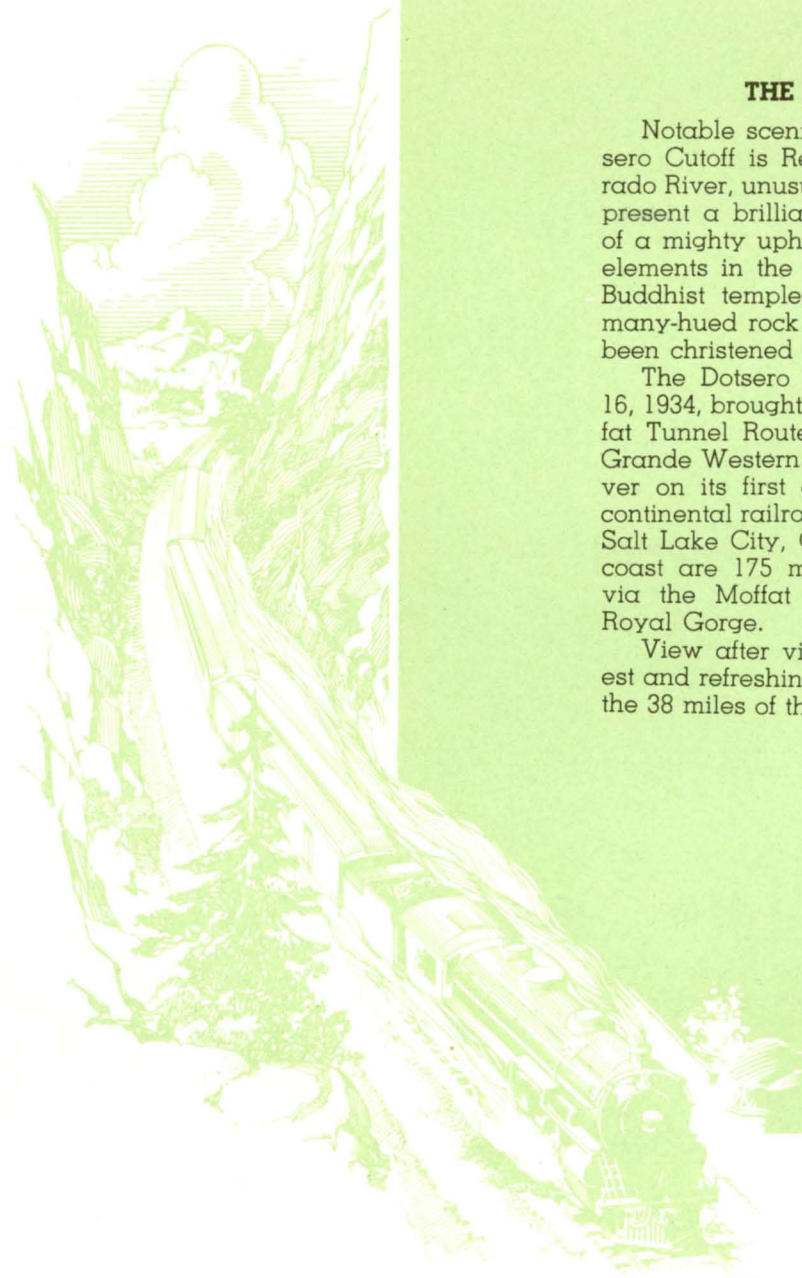 THE
Notable scen
sero Cutoff is Re
rado River, unusu
present a brillia
of a mighty uph
elements in the
Buddhist temple
many-hued rock
been christened
The Dotsero
16, 1934, brought
fat Tunnel Route
Grande Western
ver on its first
continental railro
Salt Lake City,
coast are 175 m
via the Moffat
Royal Gorge.
View after vi
est and refreshin
the 38 miles of th